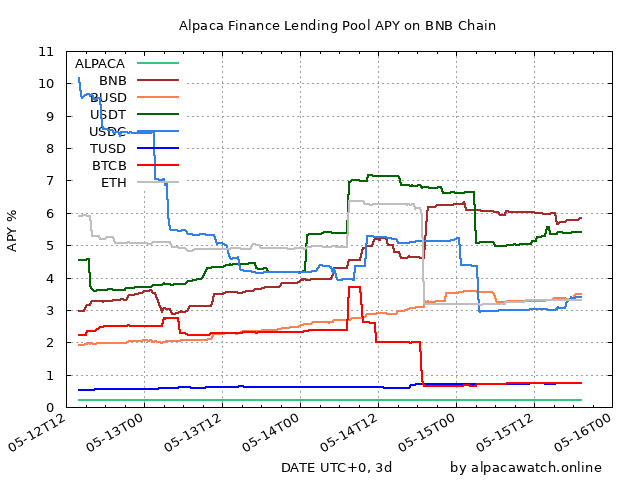 Alpaca Finance Lending Pool APY on BNB Chain
11
10
9
8
7
6
5
4
3
2
1
0
APY %
ALPACA
BNB
BUSD
USDT
USDC
TUSD
BTCB
ETH
05-12T12
05-13T00
05-13T12
05-14T00
05-14T12
05-15T00
05-15T12
05-16T00
DATE UTC+0, 3d
by alpacawatch.online